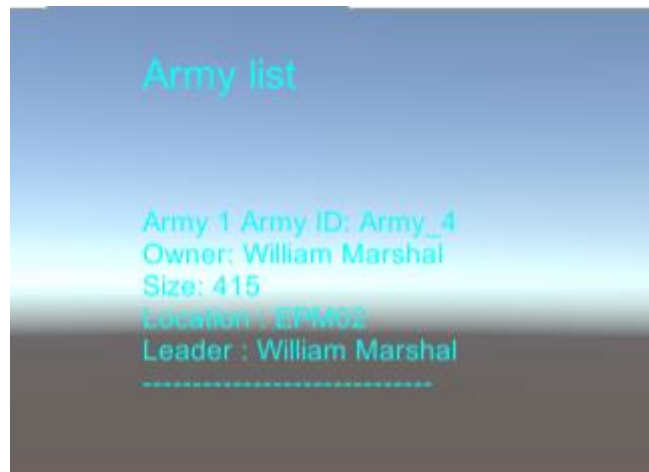 Army list
Army 1 Army ID: Army_4
Owner: William Marshal
Size: 415
Location : EPM02
Leader : William Marshal
-----------------------------